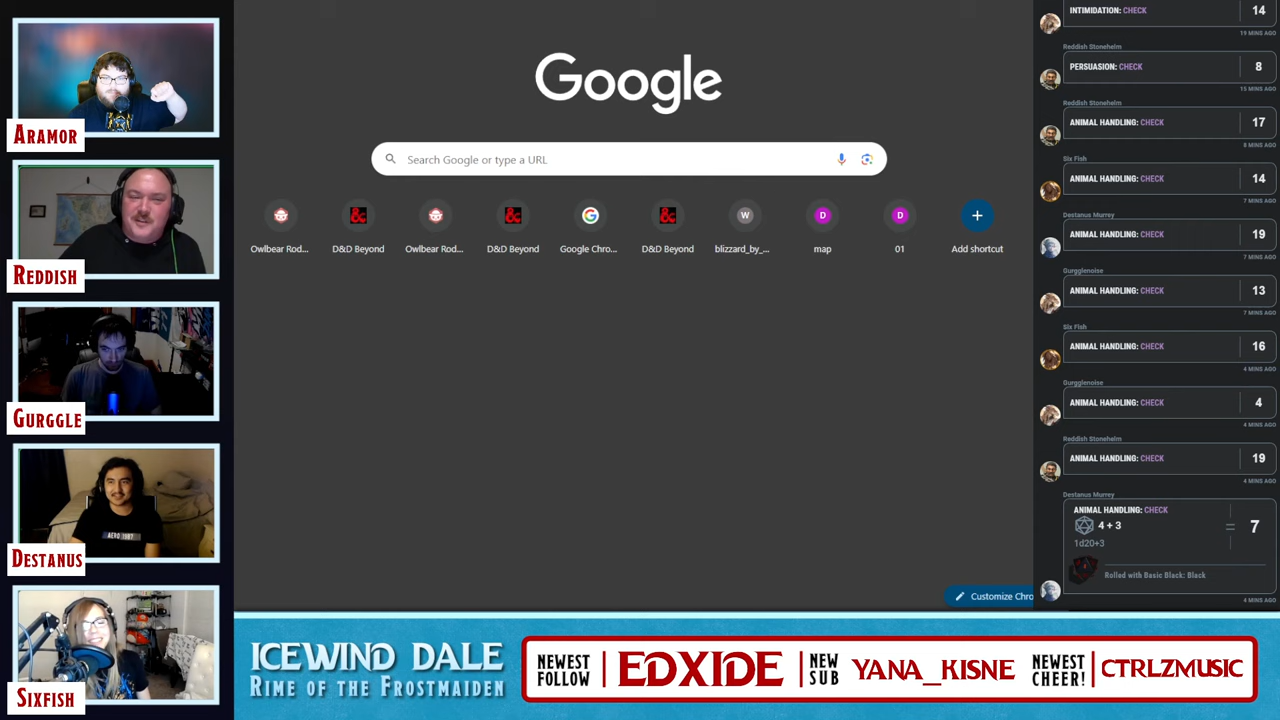 ARAMOR
REDDISH
GURGGLE
DESTANUS
SIXFISH
Google
Search Google or type a URL
Owlbear Rod...
D&D Beyond
Owlbear Rod...
D&D Beyond
Google Chro...
D&D Beyond
W
blizzard_by_...
D
map
D
01
Add shortcut
Customize Chro
INTIMIDATION: CHECK 14
19 MINS AGO
Reddish Stonehelm
PERSUASION: CHECK 8
15 MINS AGO
Reddish Stonehelm
ANIMAL HANDLING: CHECK 17
8 MINS AGO
Six Fish
ANIMAL HANDLING: CHECK 14
7 MINS AGO
Destanus Murrey
ANIMAL HANDLING: CHECK 19
7 MINS AGO
Gurgglenoise
ANIMAL HANDLING: CHECK 13
7 MINS AGO
Six Fish
ANIMAL HANDLING: CHECK 16
4 MINS AGO
Gurgglenoise
ANIMAL HANDLING: CHECK 4
4 MINS AGO
Reddish Stonehelm
ANIMAL HANDLING: CHECK 19
4 MINS AGO
Destanus Murrey
ANIMAL HANDLING: CHECK
4 + 3 = 7
1d20+3
Rolled with Basic Black: Black
4 MINS AGO
ICEWIND DALE
RIME OF THE FROSTMAIDEN
NEWEST FOLLOW | EDXIDE | NEW SUB YANA_KISNE NEWEST CHEER! | CTRLZMUSIC